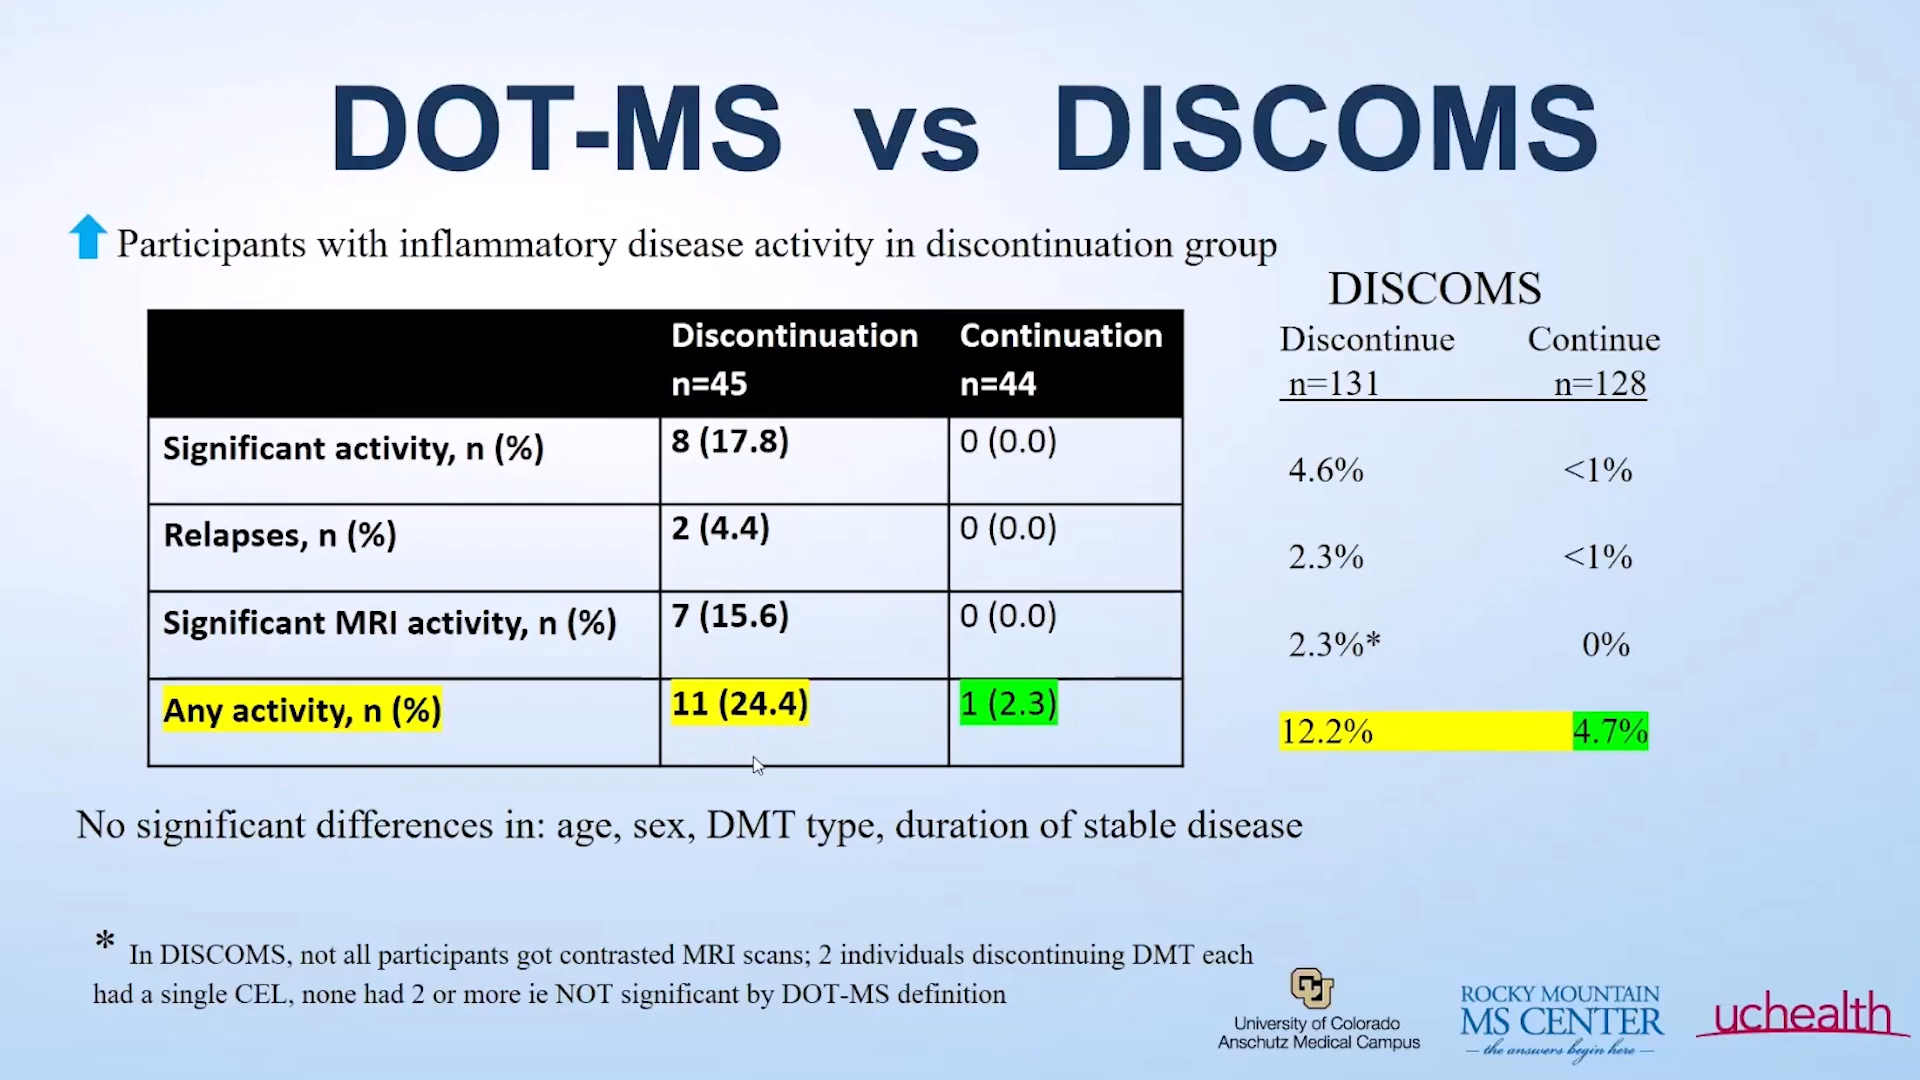 DOT-MS vs DISCOMS
Participants with inflammatory disease activity in discontinuation group
Discontinuation n=45
Continuation n=44
Significant activity, n (%) 8 (17.8) 0 (0.0)
Relapses, n (%) 2 (4.4) 0 (0.0)
Significant MRI activity, n (%) 7 (15.6) 0 (0.0)
Any activity, n (%) 11 (24.4) 1 (2.3)
DISCOMS
Discontinue Continue
n=131 n=128
4.6% <1%
2.3% <1%
2.3%* 0%
12.2% 4.7%
No significant differences in: age, sex, DMT type, duration of stable disease
* In DISCOMS, not all participants got contrasted MRI scans; 2 individuals discontinuing DMT each
had a single CEL, none had 2 or more ie NOT significant by DOT-MS definition
CU
University of Colorado
Anschutz Medical Campus
ROCKY MOUNTAIN
MS CENTER
— the answers begin here —
uchealth